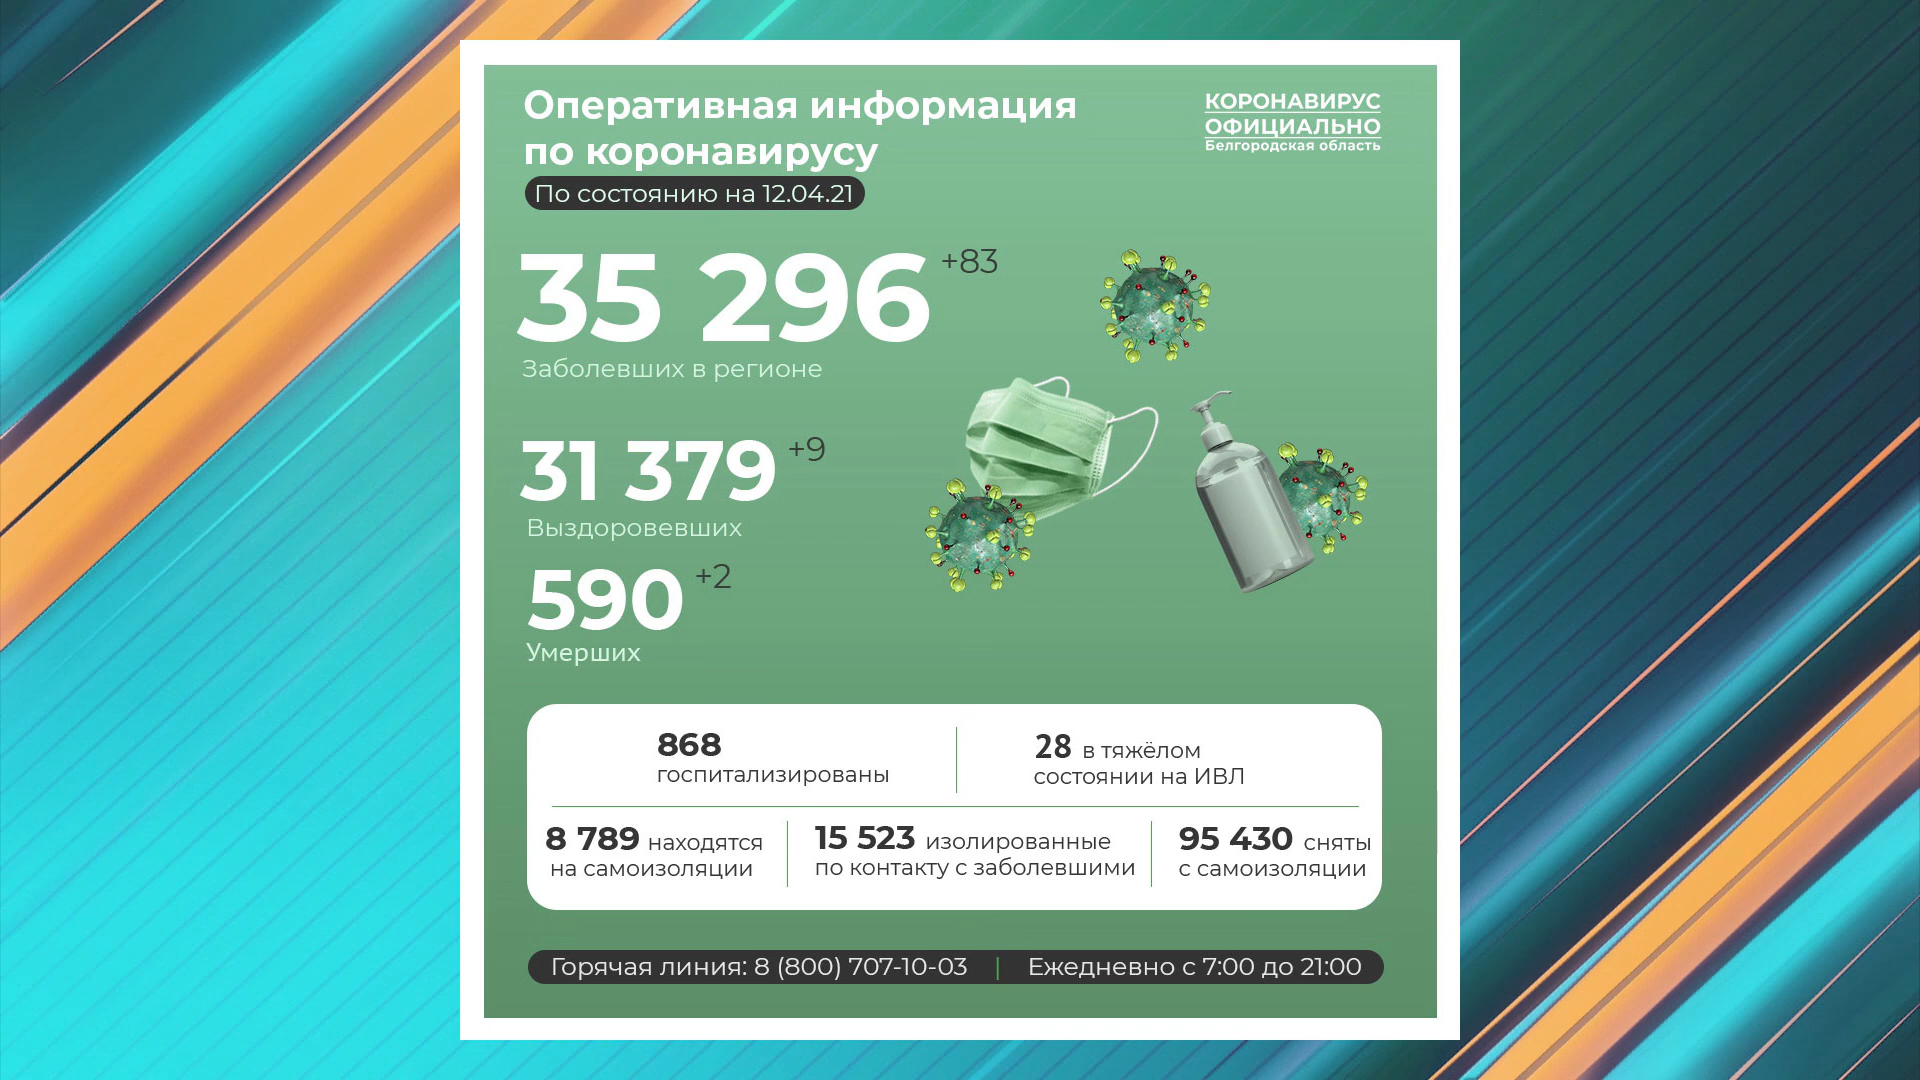 Оперативная информация
по коронавирусу
По состоянию на 12.04.21
КОРОНАВИРУС
ОФИЦИАЛЬНО
Белгородская область
35 296 +83
Заболевших в регионе
31 379 +9
Выздоровевших
590 +2
Умерших
868
госпитализированы
28 в тяжёлом
состоянии на ИВЛ
8 789 находятся
на самоизоляции
15 523 изолированные
по контакту с заболевшими
95 430 сняты
с самоизоляции
Горячая линия: 8 (800) 707-10-03 | Ежедневно с 7:00 до 21:00